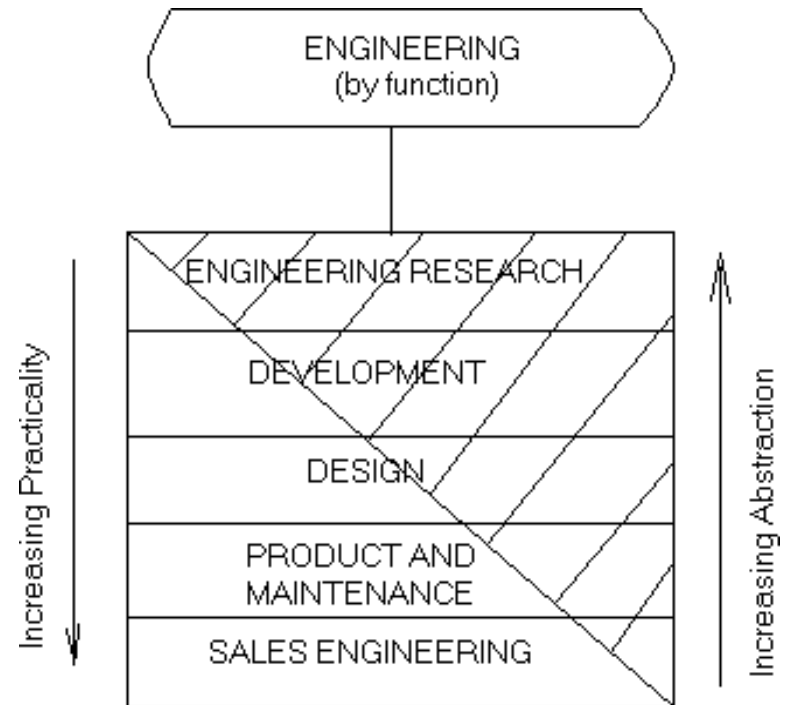 ENGINEERING
(by function)
ENGINEERING RESEARCH
DEVELOPMENT
DESIGN
PRODUCT AND
MAINTENANCE
SALES ENGINEERING
Increasing Practicality
Increasing Abstraction